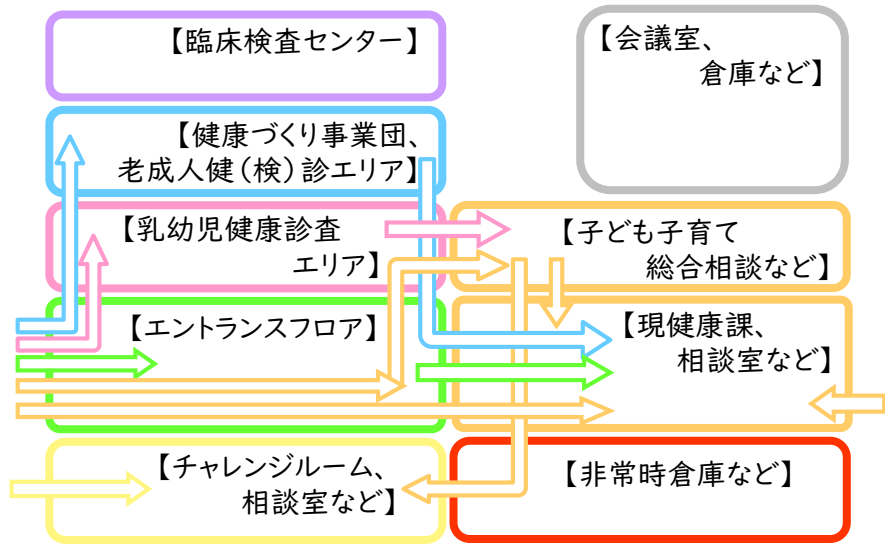 【臨床検査センター】
【会議室、
倉庫など】
【健康づくり事業団、
老成人健(検)診エリア】
【乳幼児健康診査
エリア】
【子ども子育て
総合相談など】
【エントランスフロア】
【現健康課、
相談室など】
【チャレンジルーム、
相談室など】
【非常時倉庫など】